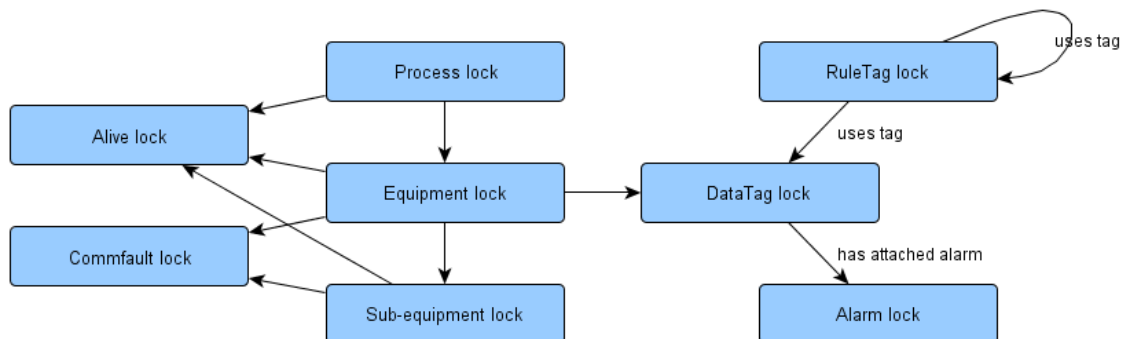 Process lock
RuleTag lock
uses tag
Alive lock
uses tag
Equipment lock
DataTag lock
Commfault lock
has attached alarm
Sub-equipment lock
Alarm lock